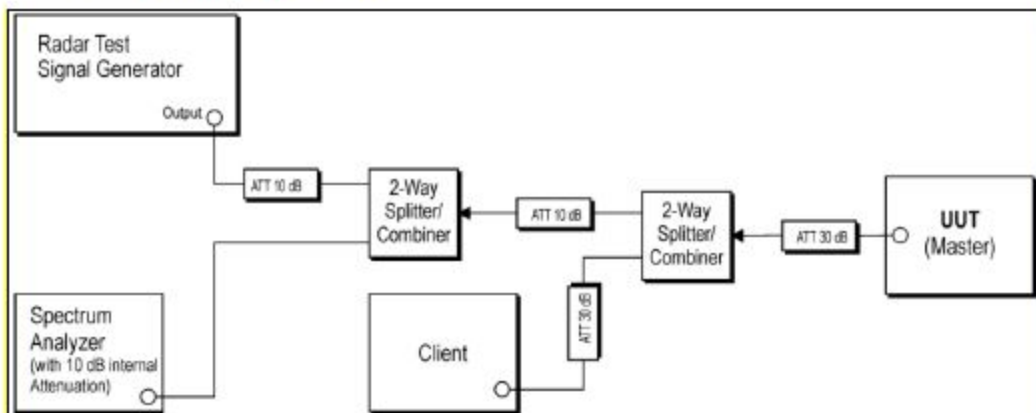 Radar Test
Signal Generator
Output
ATT 10 dB
2-Way
Splitter/
Combiner
ATT 10 dB
2-Way
Splitter/
Combiner
ATT 30 dB
UUT
(Master)
Spectrum
Analyzer
(with 10 dB internal
Attenuation)
Client
ATT 30 dB